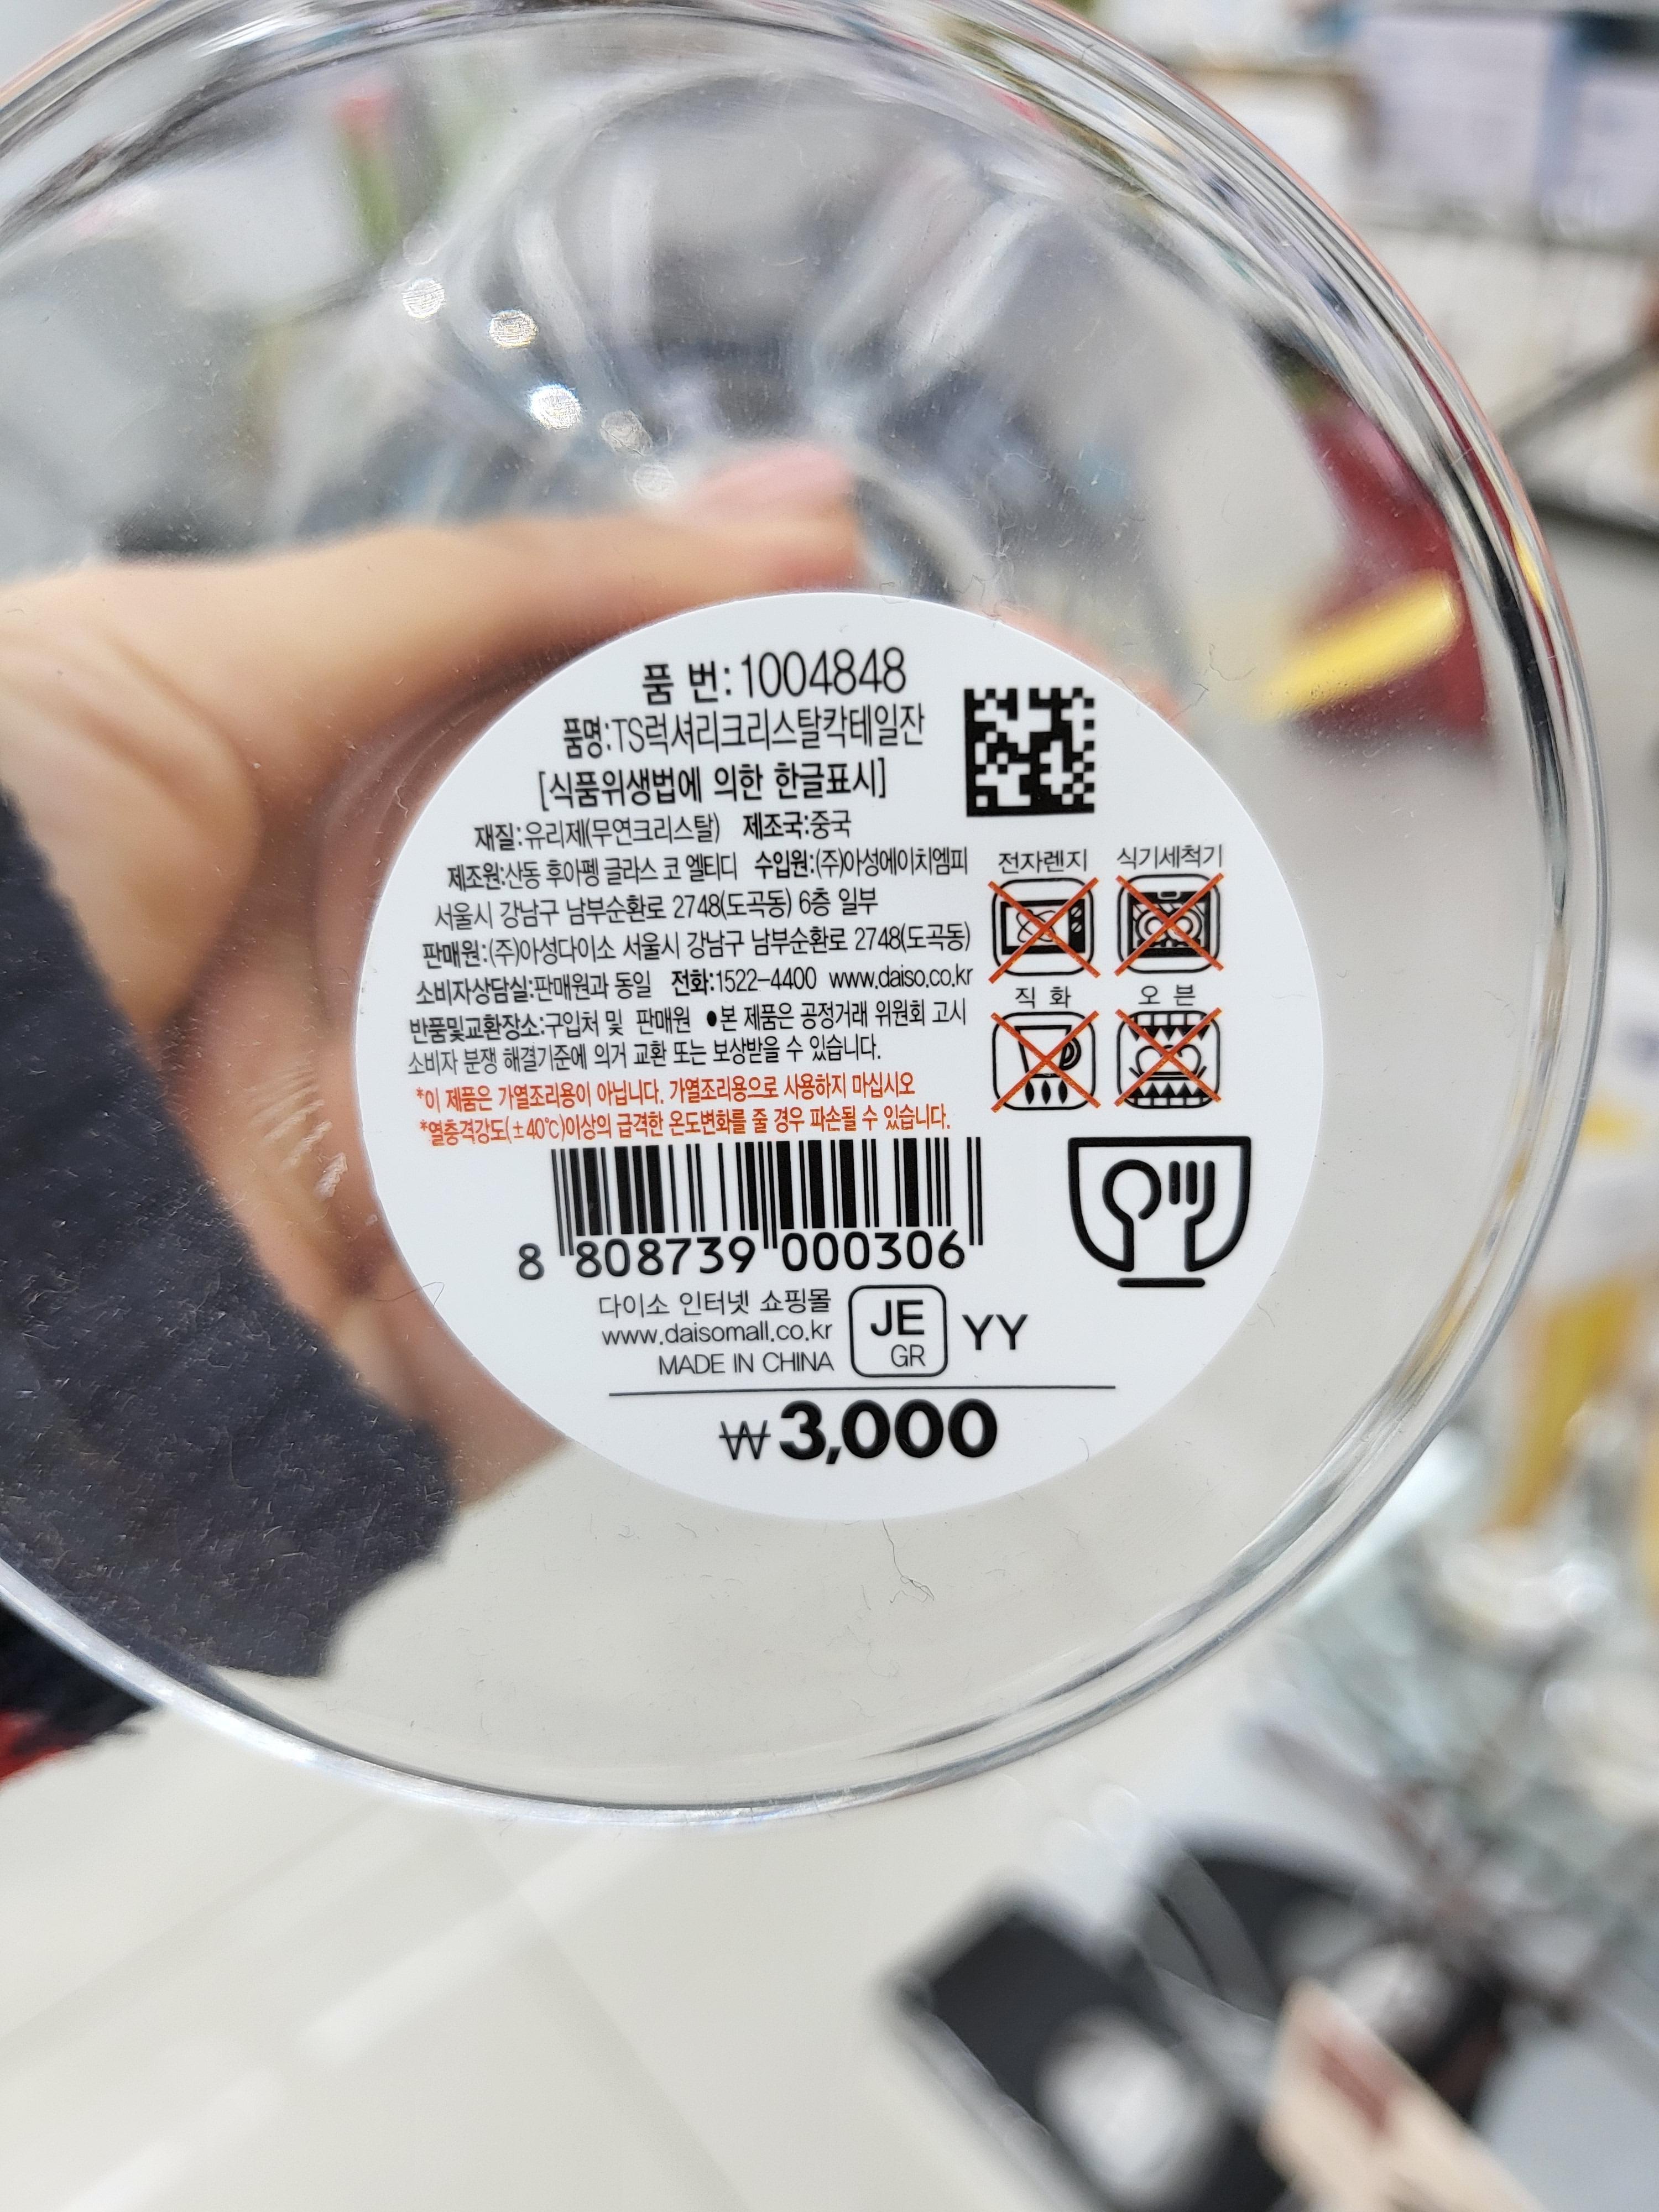 품 번: 1004848
품명:TS럭셔리크리스탈칵테일잔
[식품위생법에 의한 한글표시]
재질:유리제(무연크리스탈) 제조국:중국
제조원:산동 후아펭 글라스 코 엘티디 수입원:(주)아성에이치엠피
서울시 강남구 남부순환로 2748(도곡동) 6층 일부
판매원:(주)아성다이소 서울시 강남구 남부순환로 2748(도곡동)
소비자상담실:판매원과 동일 전화:1522-4400 www.daiso.co.kr
반품및교환장소:구입처 및 판매원 ●본 제품은 공정거래 위원회 고시
소비자 분쟁 해결기준에 의거 교환 또는 보상받을 수 있습니다.
*이 제품은 가열조리용이 아닙니다. 가열조리용으로 사용하지 마십시오
*열충격강도(±40℃)이상의 급격한 온도변화를 줄 경우 파손될 수 있습니다.
전자렌지 식기세척기
직 화 오 븐
8 808739 000306
다이소 인터넷 쇼핑몰
www.daisomall.co.kr
MADE IN CHINA
JE
GR
YY
₩3,000